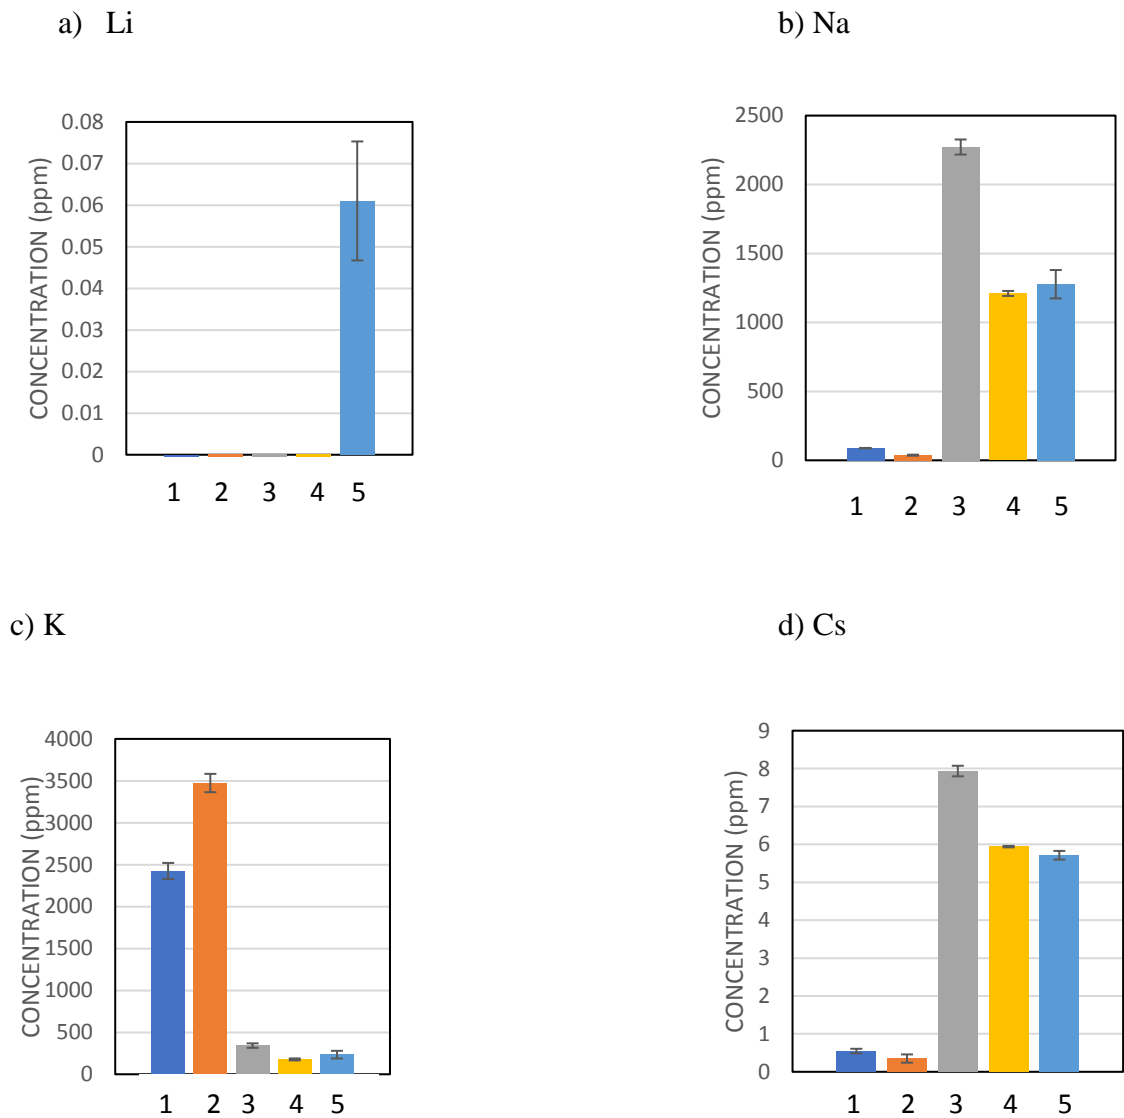 a) Li
0.08
0.07
0.06
0.05
0.04
0.03
0.02
0.01
0
CONCENTRATION (ppm)
1 2 3 4 5
b) Na
2500
2000
1500
1000
500
0
CONCENTRATION (ppm)
1 2 3 4 5
c) K
4000
3500
3000
2500
2000
1500
1000
500
0
CONCENTRATION (ppm)
1 2 3 4 5
d) Cs
9
8
7
6
5
4
3
2
1
0
CONCENTRATION (ppm)
1 2 3 4 5